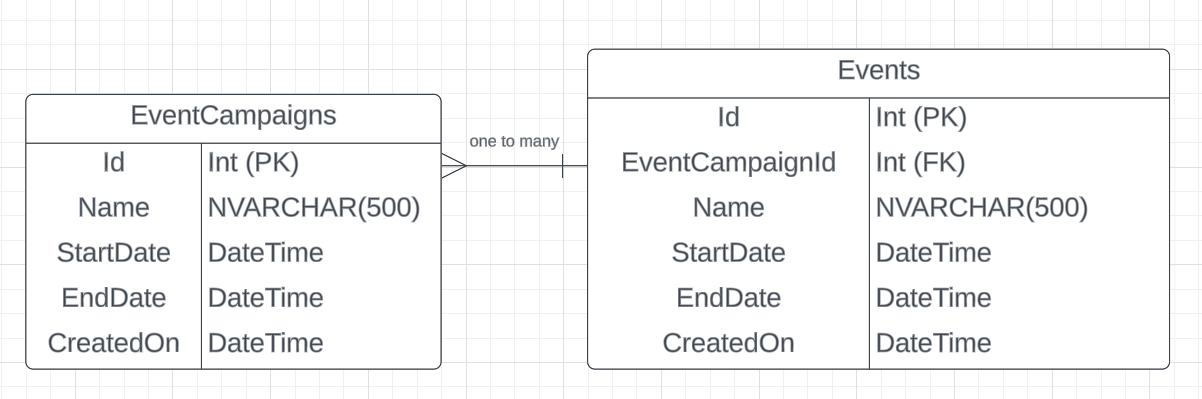 EventCampaigns
Id Int (PK)
Name NVARCHAR(500)
StartDate DateTime
EndDate DateTime
CreatedOn DateTime
one to many
Events
Id Int (PK)
EventCampaignId Int (FK)
Name NVARCHAR(500)
StartDate DateTime
EndDate DateTime
CreatedOn DateTime